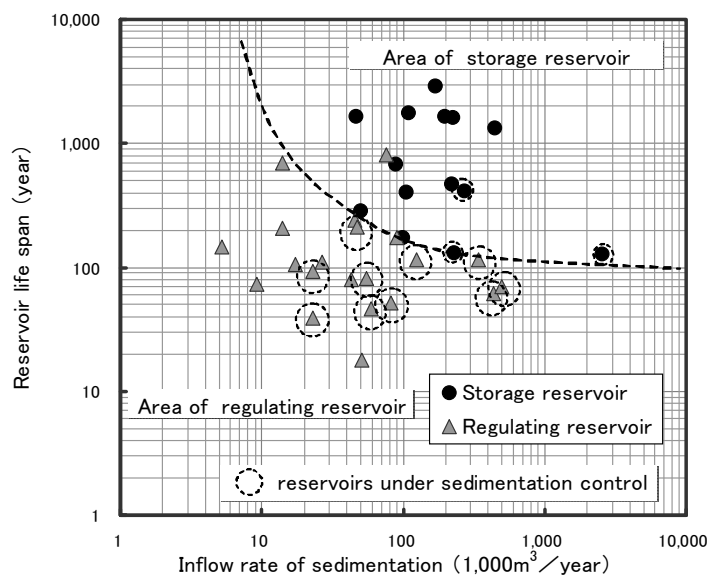 10,000
Area of storage reservoir
1,000
100
Reservoir life span (year)
10
Area of regulating reservoir
Storage reservoir
Regulating reservoir
reservoirs under sedimentation control
1
1 10 100 1,000 10,000
Inflow rate of sedimentation (1,000m³／year)